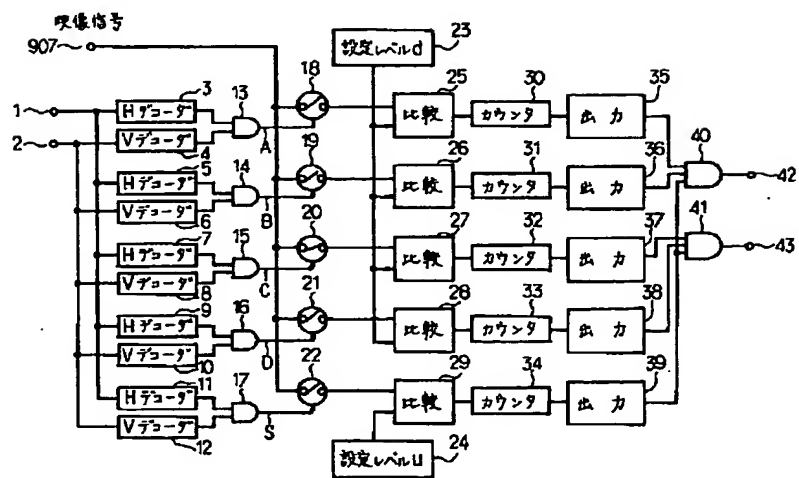 映像信号
907
1
2
3
Hデコーダ
Vデコーダ
4
5
Hデコーダ
Vデコーダ
6
7
Hデコーダ
Vデコーダ
8
9
Hデコーダ
Vデコーダ
10
11
Hデコーダ
Vデコーダ
12
13
A
14
B
15
C
16
D
17
S
18
19
20
21
22
設定レベルd
23
設定レベルu
24
25
比較
26
比較
27
比較
28
比較
29
比較
30
カウンタ
31
カウンタ
32
カウンタ
33
カウンタ
34
カウンタ
35
出力
36
出力
37
出力
38
出力
39
出力
40
41
42
43